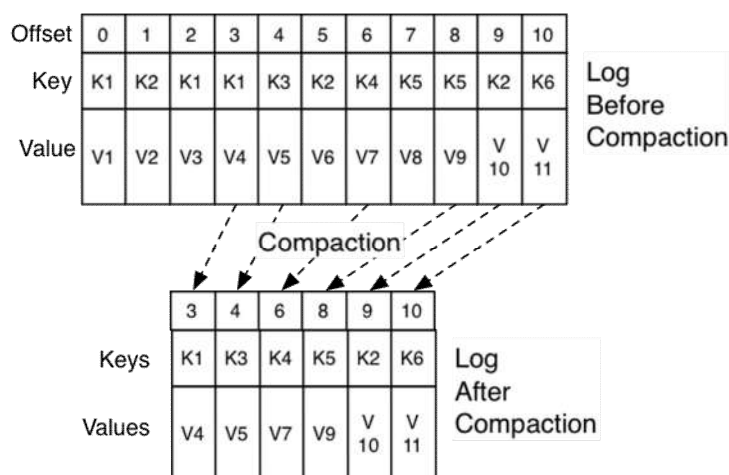 Offset 0 1 2 3 4 5 6 7 8 9 10
Key K1 K2 K1 K1 K3 K2 K4 K5 K5 K2 K6
Value V1 V2 V3 V4 V5 V6 V7 V8 V9 V 10 V 11
Log
Before
Compaction
Compaction
3 4 6 8 9 10
Keys K1 K3 K4 K5 K2 K6
Values V4 V5 V7 V9 V 10 V 11
Log
After
Compaction